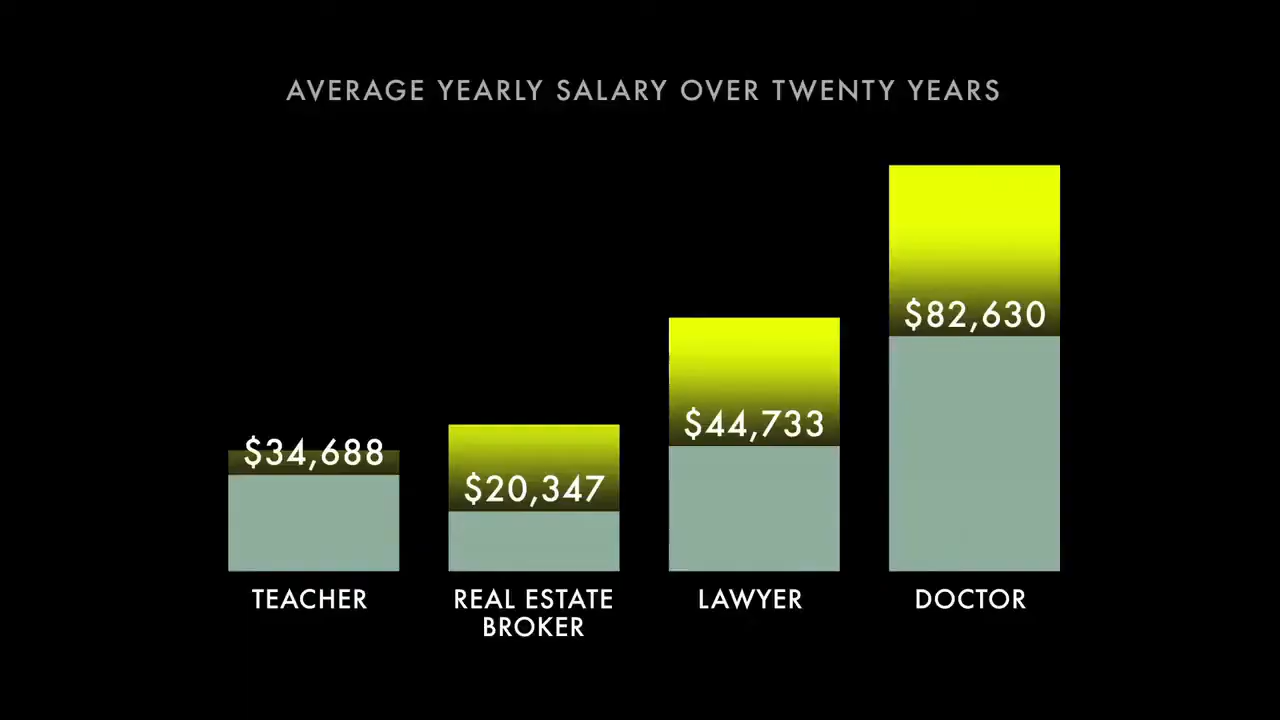 AVERAGE YEARLY SALARY OVER TWENTY YEARS
$82,630
$44,733
$34,688
$20,347
TEACHER
REAL ESTATE
BROKER
LAWYER
DOCTOR